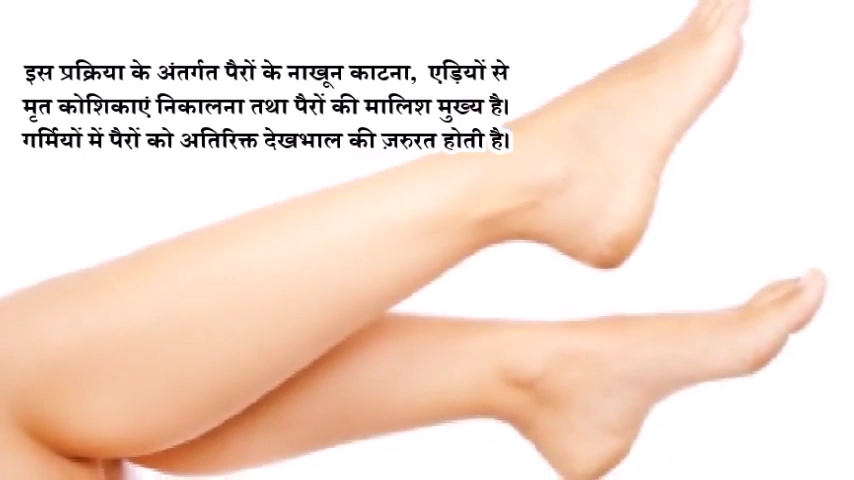 इस प्रक्रिया के अंतर्गत पैरों के नाखून काटना, एड़ियों से
मृत कोशिकाएं निकालना तथा पैरों की मालिश मुख्य है।
गर्मियों में पैरों को अतिरिक्त देखभाल की ज़रुरत होती है।